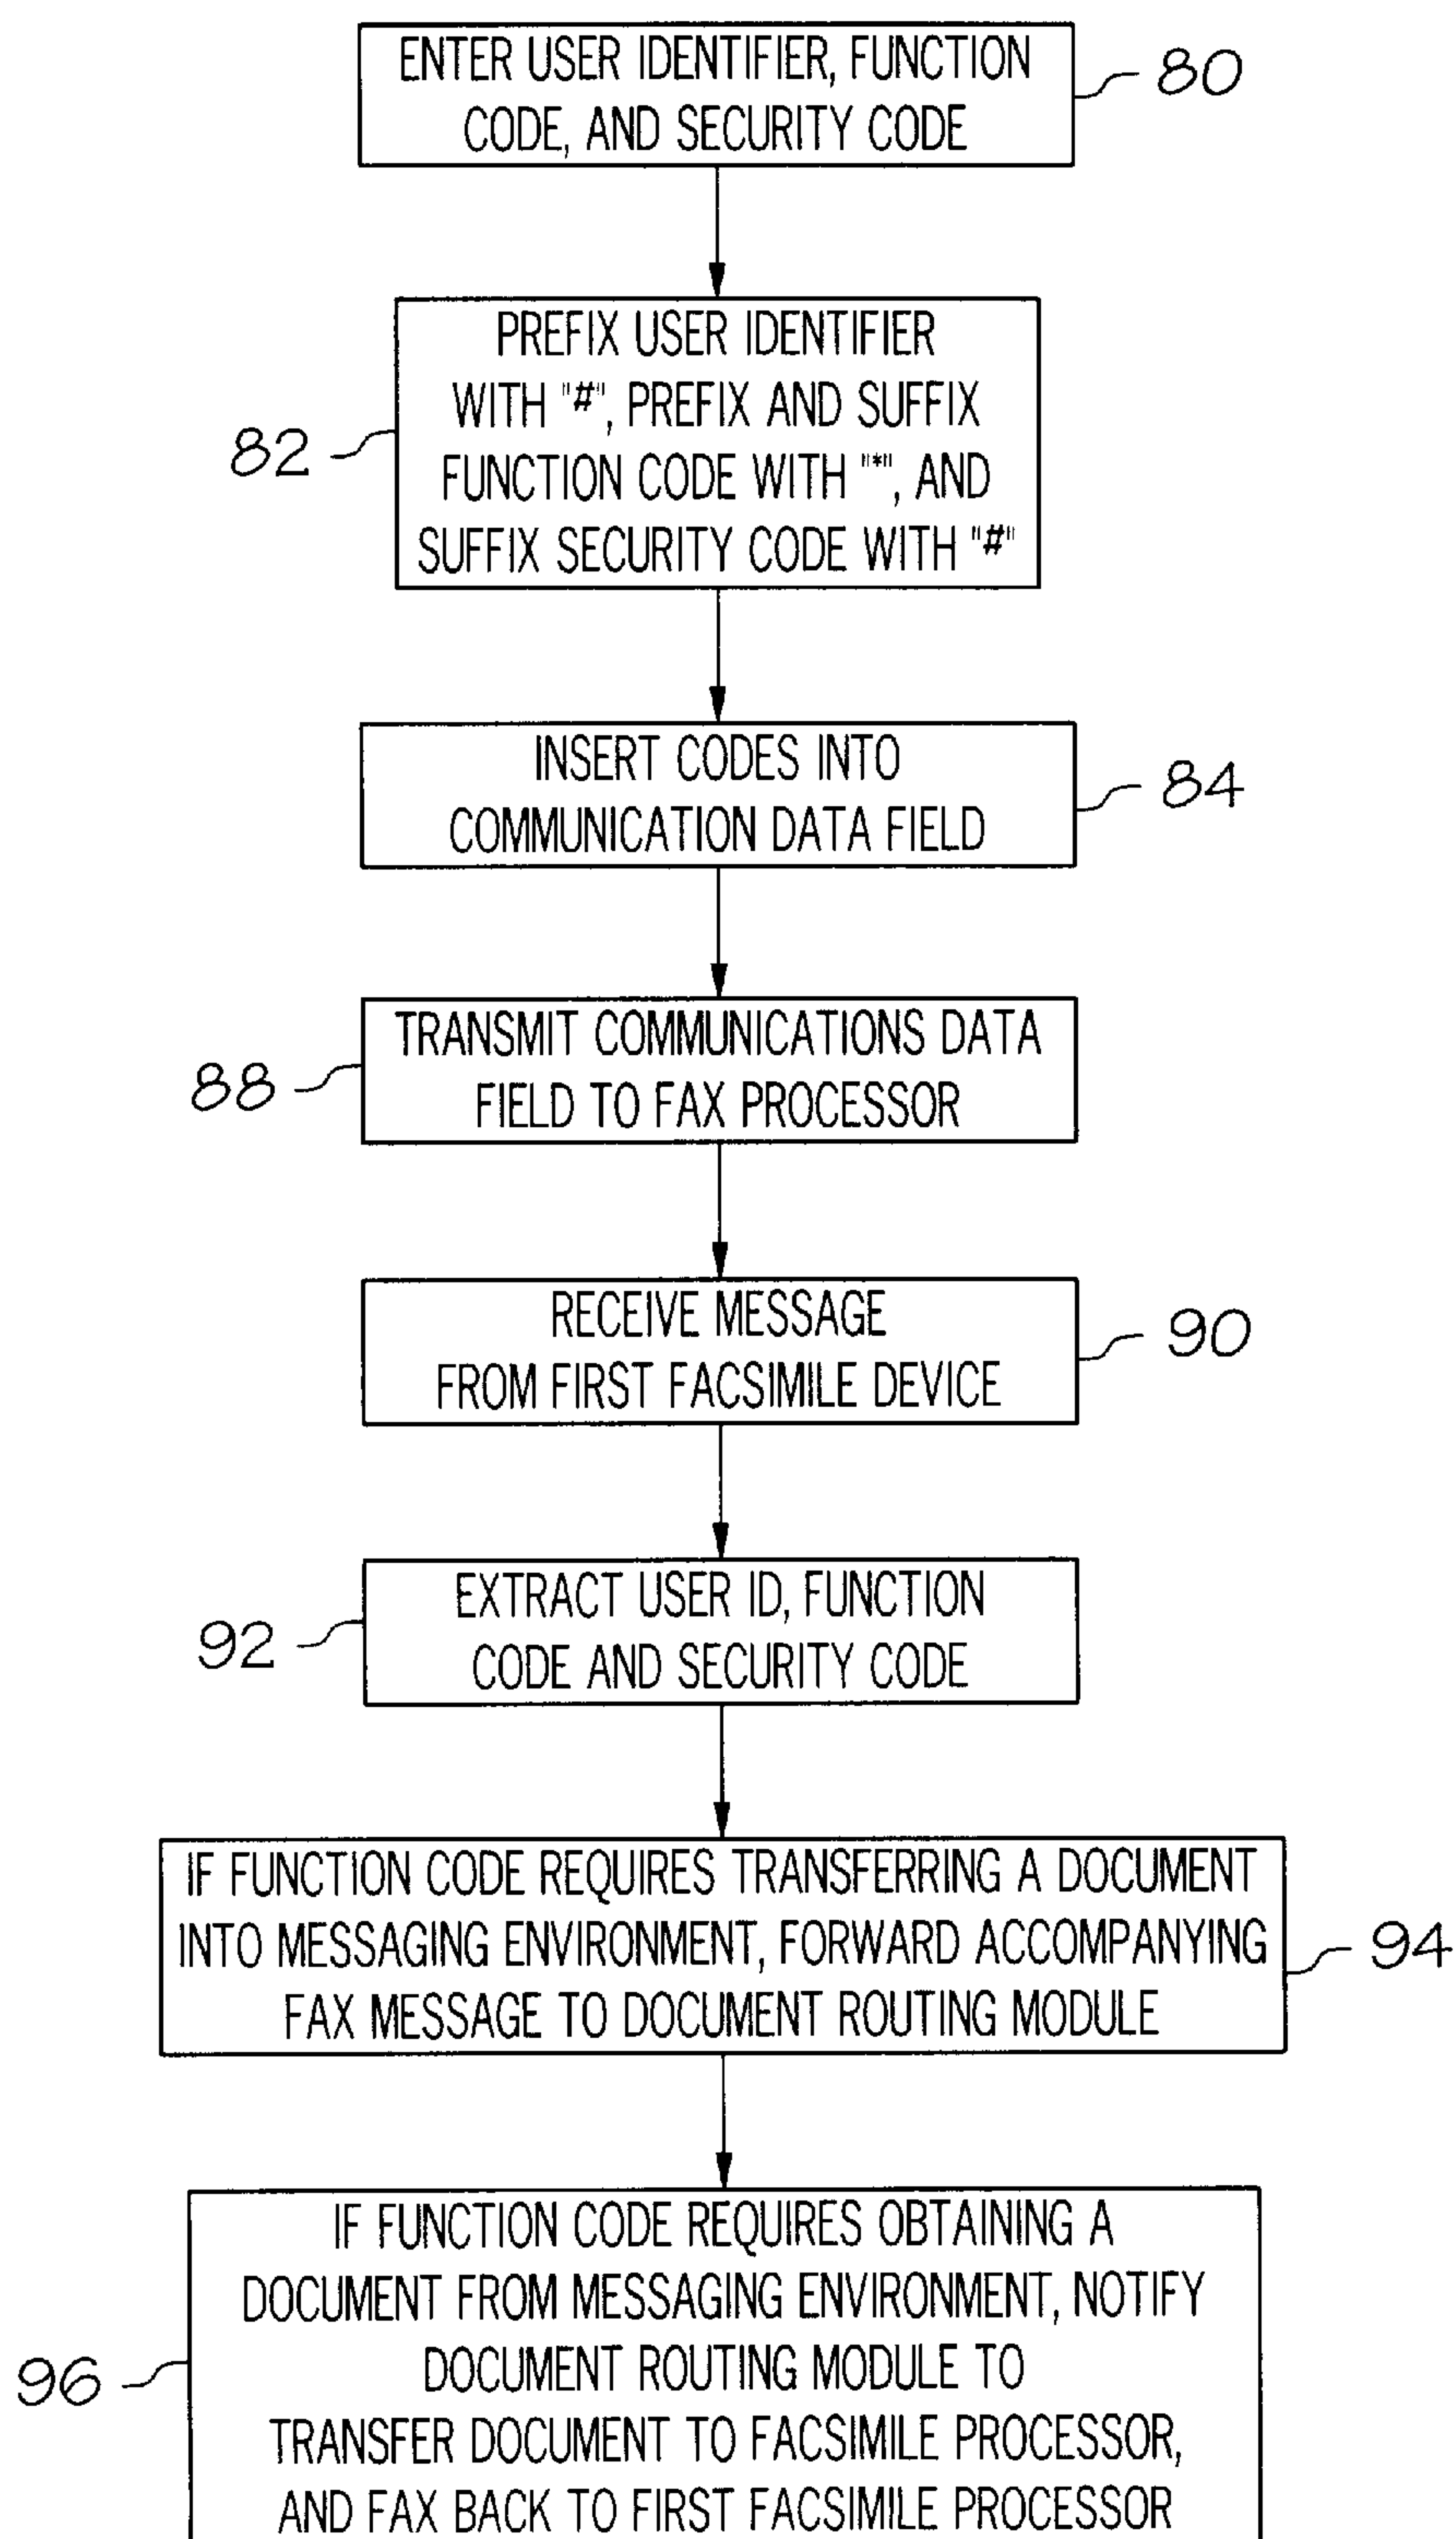 ENTER USER IDENTIFIER, FUNCTION
CODE, AND SECURITY CODE
80
PREFIX USER IDENTIFIER
WITH "#", PREFIX AND SUFFIX
FUNCTION CODE WITH "*", AND
SUFFIX SECURITY CODE WITH "#"
82
INSERT CODES INTO
COMMUNICATION DATA FIELD
84
TRANSMIT COMMUNICATIONS DATA
FIELD TO FAX PROCESSOR
88
RECEIVE MESSAGE
FROM FIRST FACSIMILE DEVICE
90
EXTRACT USER ID, FUNCTION
CODE AND SECURITY CODE
92
IF FUNCTION CODE REQUIRES TRANSFERRING A DOCUMENT
INTO MESSAGING ENVIRONMENT, FORWARD ACCOMPANYING
FAX MESSAGE TO DOCUMENT ROUTING MODULE
94
IF FUNCTION CODE REQUIRES OBTAINING A
DOCUMENT FROM MESSAGING ENVIRONMENT, NOTIFY
DOCUMENT ROUTING MODULE TO
TRANSFER DOCUMENT TO FACSIMILE PROCESSOR,
AND FAX BACK TO FIRST FACSIMILE PROCESSOR
96